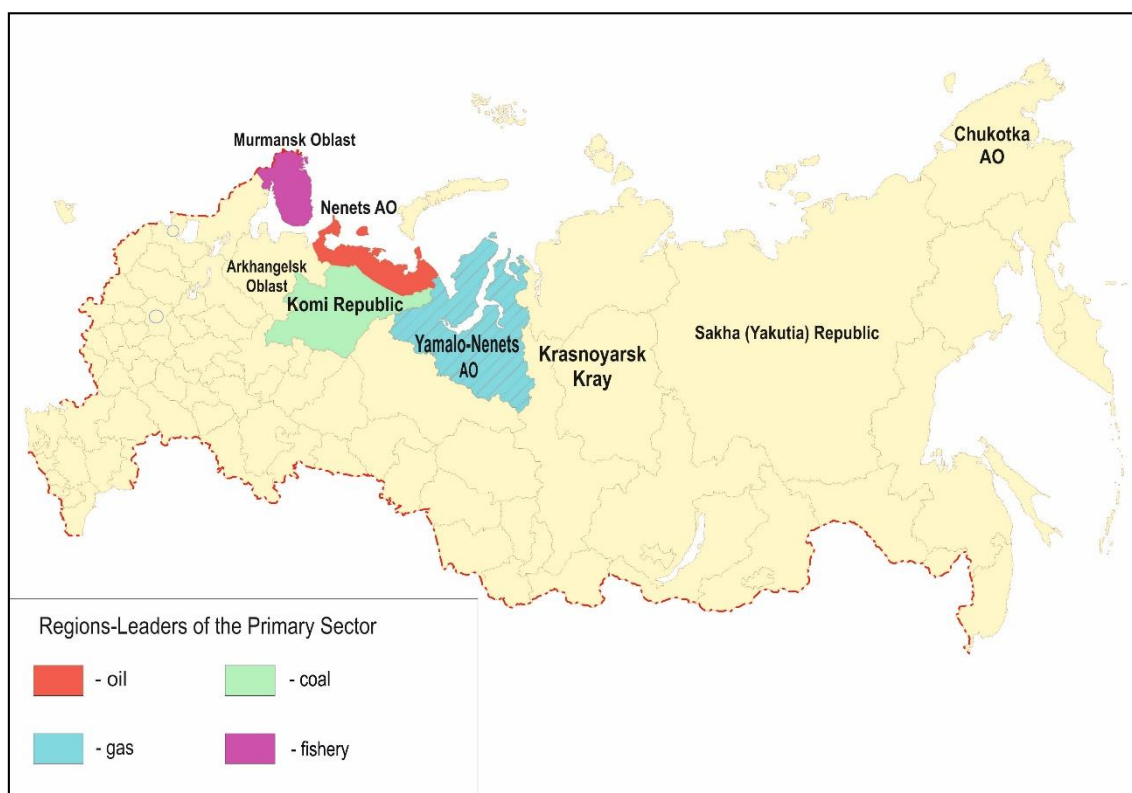 Murmansk Oblast
Chukotka
AO
Nenets AO
Arkhangelsk
Oblast
Komi Republic
Yamalo-Nenets
AO
Krasnoyarsk
Kray
Sakha (Yakutia) Republic
Regions-Leaders of the Primary Sector
- oil
- coal
- gas
- fishery